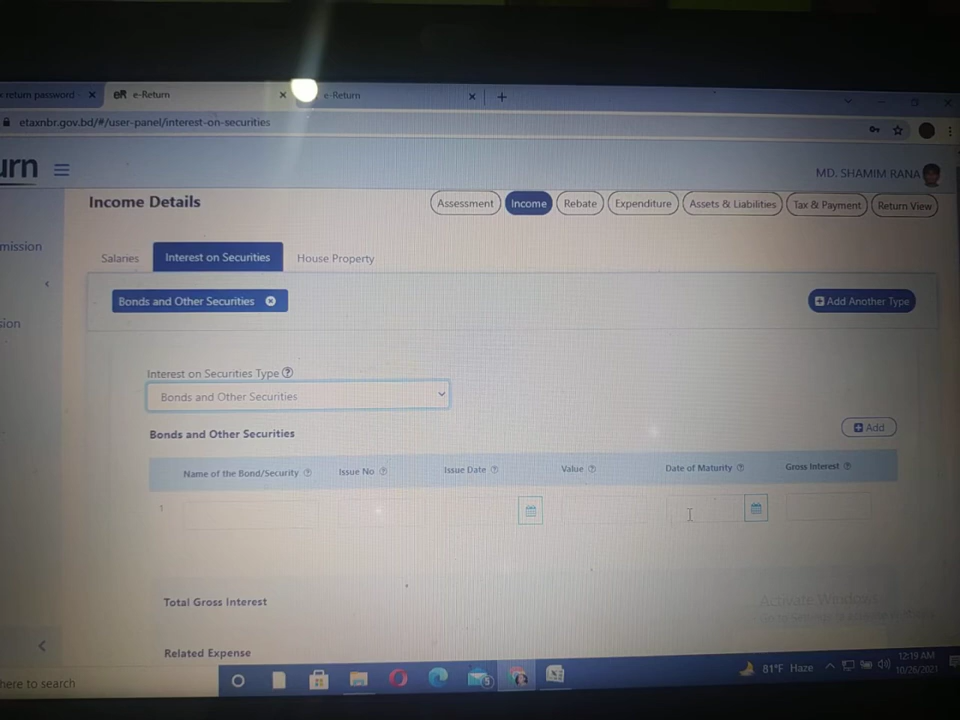 return password
eR e-Return
e-Return
etaxnbr.gov.bd/#/user-panel/interest-on-securities
urn
MD. SHAMIM RANA
Income Details
Assessment
Income
Rebate
Expenditure
Assets & Liabilities
Tax & Payment
Return View
mission
Salaries
Interest on Securities
House Property
Bonds and Other Securities
Add Another Type
sion
Interest on Securities Type
Bonds and Other Securities
Bonds and Other Securities
Add
Name of the Bond/Security
Issue No
Issue Date
Value
Date of Maturity
Gross Interest
1
Total Gross Interest
Activate Windows
Related Expense
here to search
5
81°F Haze
12:19 AM
10/26/2021